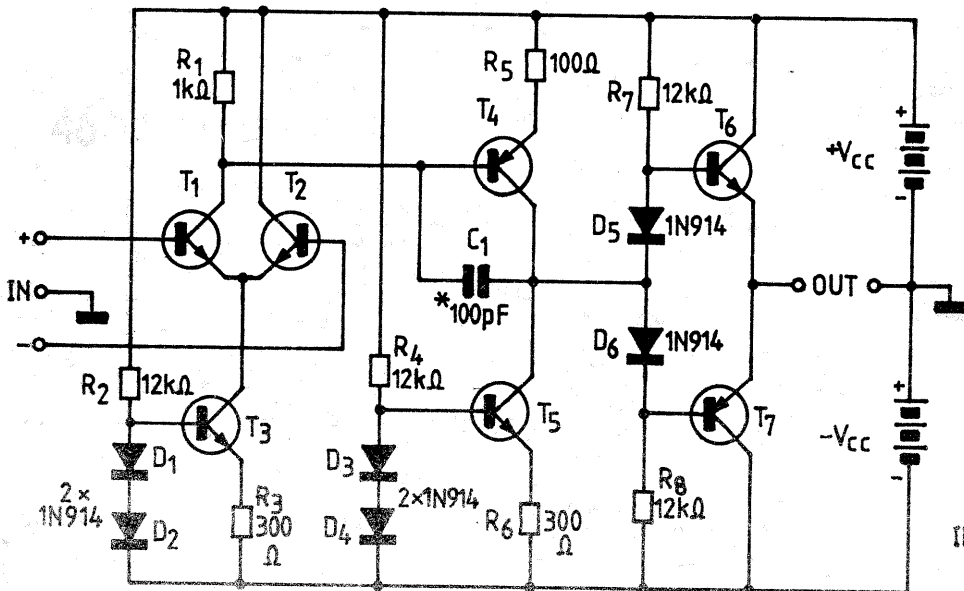 R1
1kΩ
R5
100Ω
R7
12kΩ
T4
T6
+
+Vcc
-
T1
T2
D5
1N914
+
C1
IN
OUT
*100pF
D6
1N914
-
R4
12kΩ
R2
12kΩ
T3
T5
T7
+
-Vcc
-
D1
D3
2×
1N914
R3
300
Ω
2×1N914
R8
12kΩ
D2
D4
R6
300
Ω